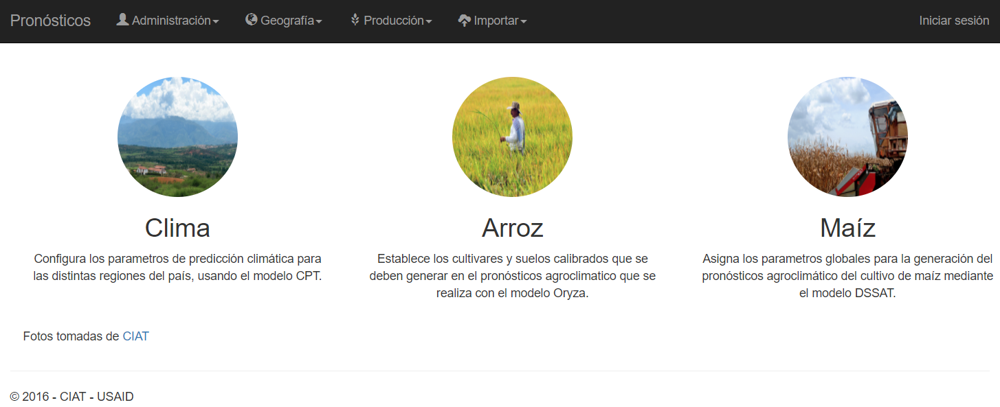 Pronósticos Administración Geografía Producción Importar Iniciar sesión
Clima
Configura los parametros de predicción climática para
las distintas regiones del país, usando el modelo CPT.
Arroz
Establece los cultivares y suelos calibrados que se
deben generar en el pronósticos agroclimatico que se
realiza con el modelo Oryza.
Maíz
Asigna los parametros globales para la generación del
pronósticos agroclimático del cultivo de maíz mediante
el modelo DSSAT.
Fotos tomadas de CIAT
© 2016 - CIAT - USAID